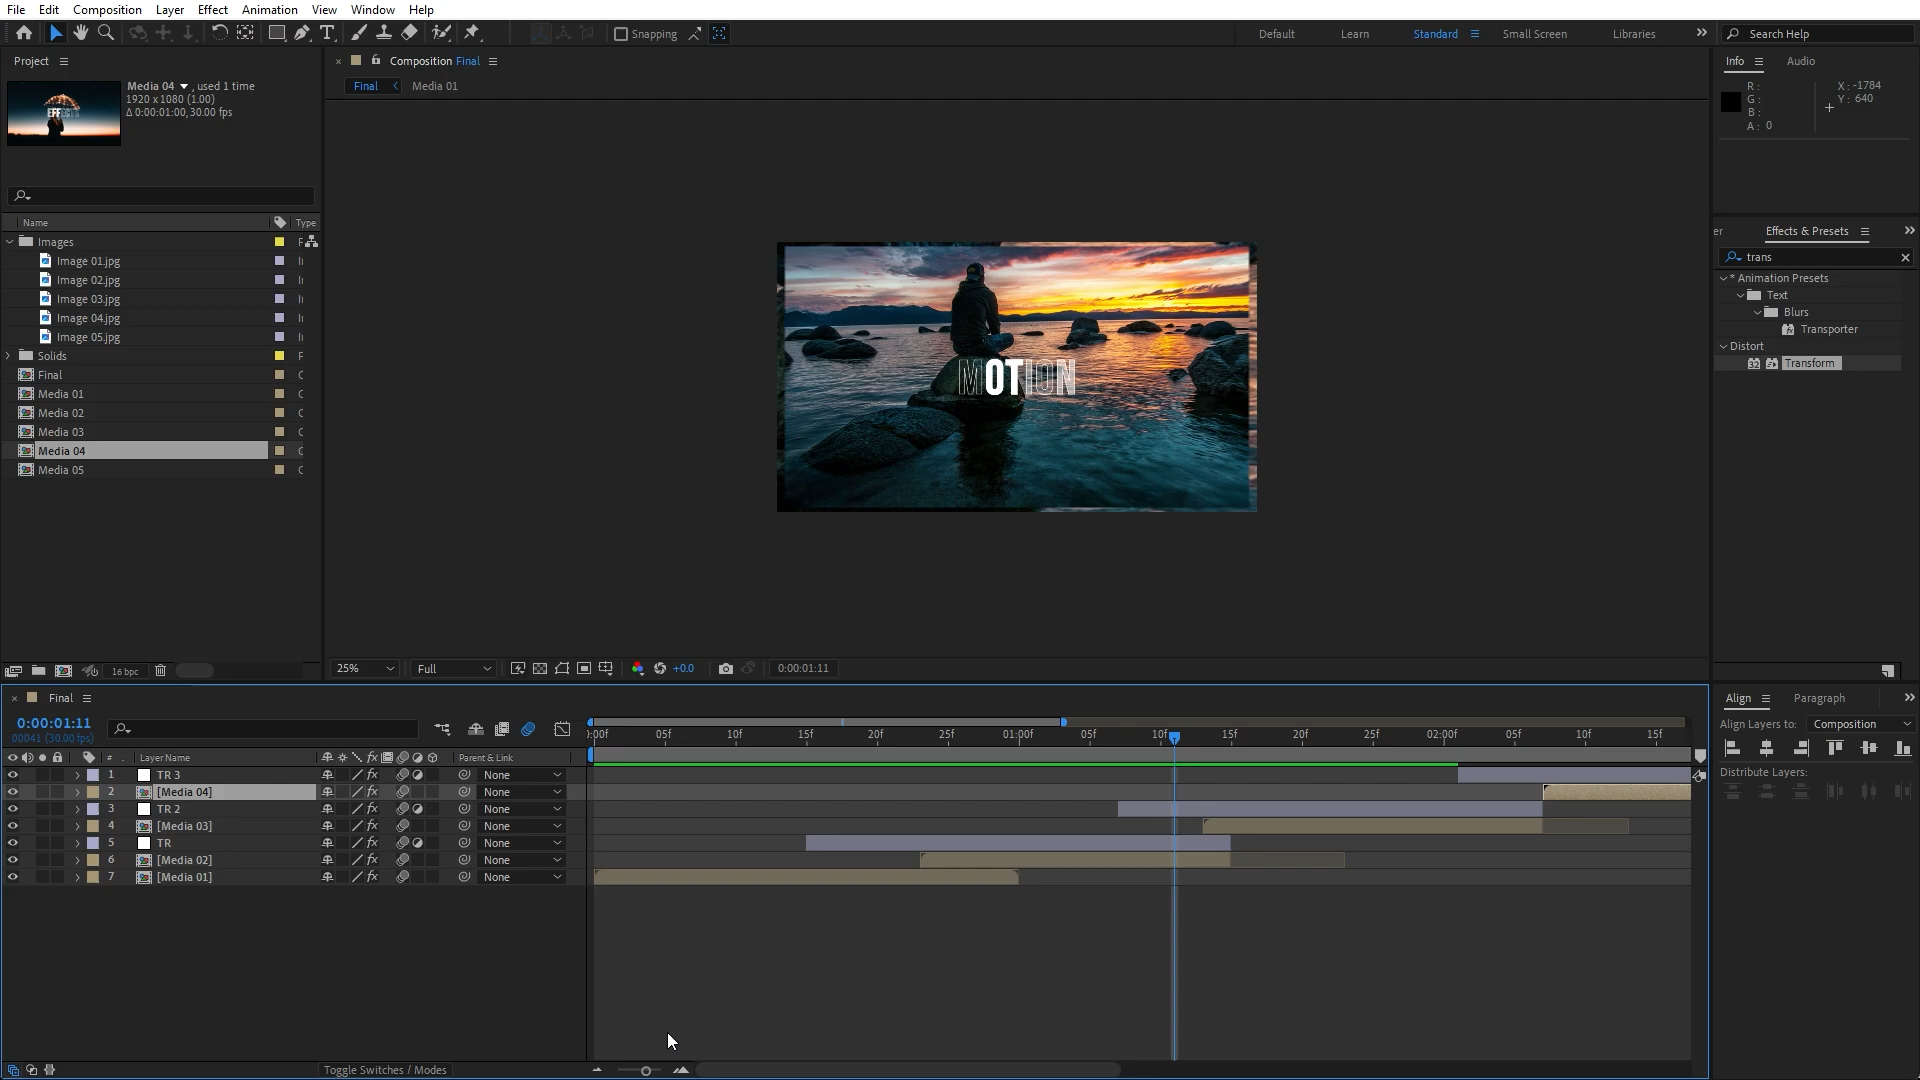 File Edit Composition Layer Effect Animation View Window Help
Snapping Default Learn Standard Small Screen Libraries Search Help
Project
Media 04 , used 1 time
1920 x 1080 (1.00)
Δ 0:00:01:00, 30.00 fps
Name Type
Images
Image 01.jpg
Image 02.jpg
Image 03.jpg
Image 04.jpg
Image 05.jpg
Solids
Final
Media 01
Media 02
Media 03
Media 04
Media 05
16 bpc
Composition Final
Final Media 01
MOTION
25% Full +0.0 0:00:01:11
Info Audio
R : X : -1784
G : Y : 640
B :
A : 0
er Effects & Presets
trans
* Animation Presets
Text
Blurs
Transporter
Distort
Transform
Final
0:00:01:11
00041 (30.00 fps)
# . Layer Name Parent & Link
):00f 05f 10f 15f 20f 25f 01:00f 05f 10f 15f 20f 25f 02:00f 05f 10f 15f
1 TR 3 None
2 [Media 04] None
3 TR 2 None
4 [Media 03] None
5 TR None
6 [Media 02] None
7 [Media 01] None
Toggle Switches / Modes
Align Paragraph
Align Layers to: Composition
Distribute Layers: